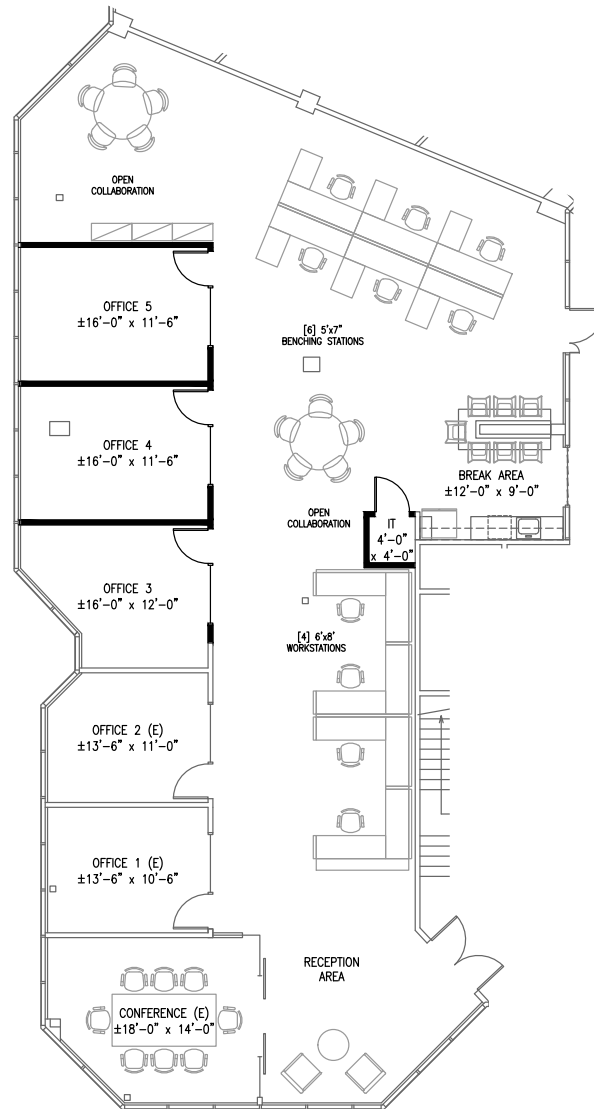 OPEN
COLLABORATION
OFFICE 5
±16'-0" x 11'-6"
[6] 5'x7"
BENCHING STATIONS
OFFICE 4
±16'-0" x 11'-6"
BREAK AREA
±12'-0" x 9'-0"
OPEN
COLLABORATION
IT
4'-0"
x 4'-0"
OFFICE 3
±16'-0" x 12'-0"
[4] 6'x8'
WORKSTATIONS
OFFICE 2 (E)
±13'-6" x 11'-0"
OFFICE 1 (E)
±13'-6" x 10'-6"
RECEPTION
AREA
CONFERENCE (E)
±18'-0" x 14'-0"